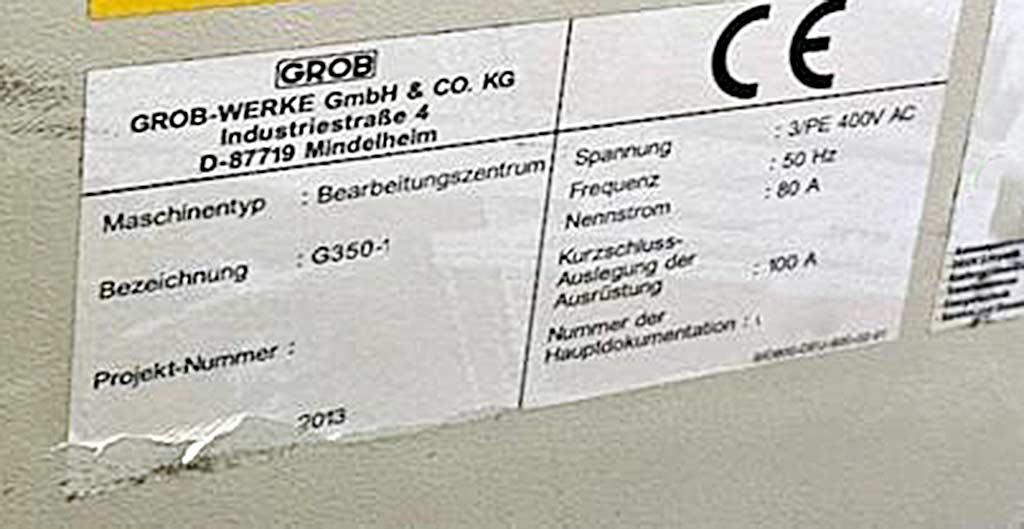 GROB
GROB-WERKE GmbH & CO. KG
Industriestraße 4
D-87719 Mindelheim
Maschinentyp : Bearbeitungszentrum
Bezeichnung : G350-1
Projekt-Nummer :
2013
CE
Spannung : 3/PE 400V AC
Frequenz : 50 Hz
Nennstrom : 80 A
Kurzschluss-
Auslegung der
Ausrüstung : 100 A
Nummer der
Hauptdokumentation :